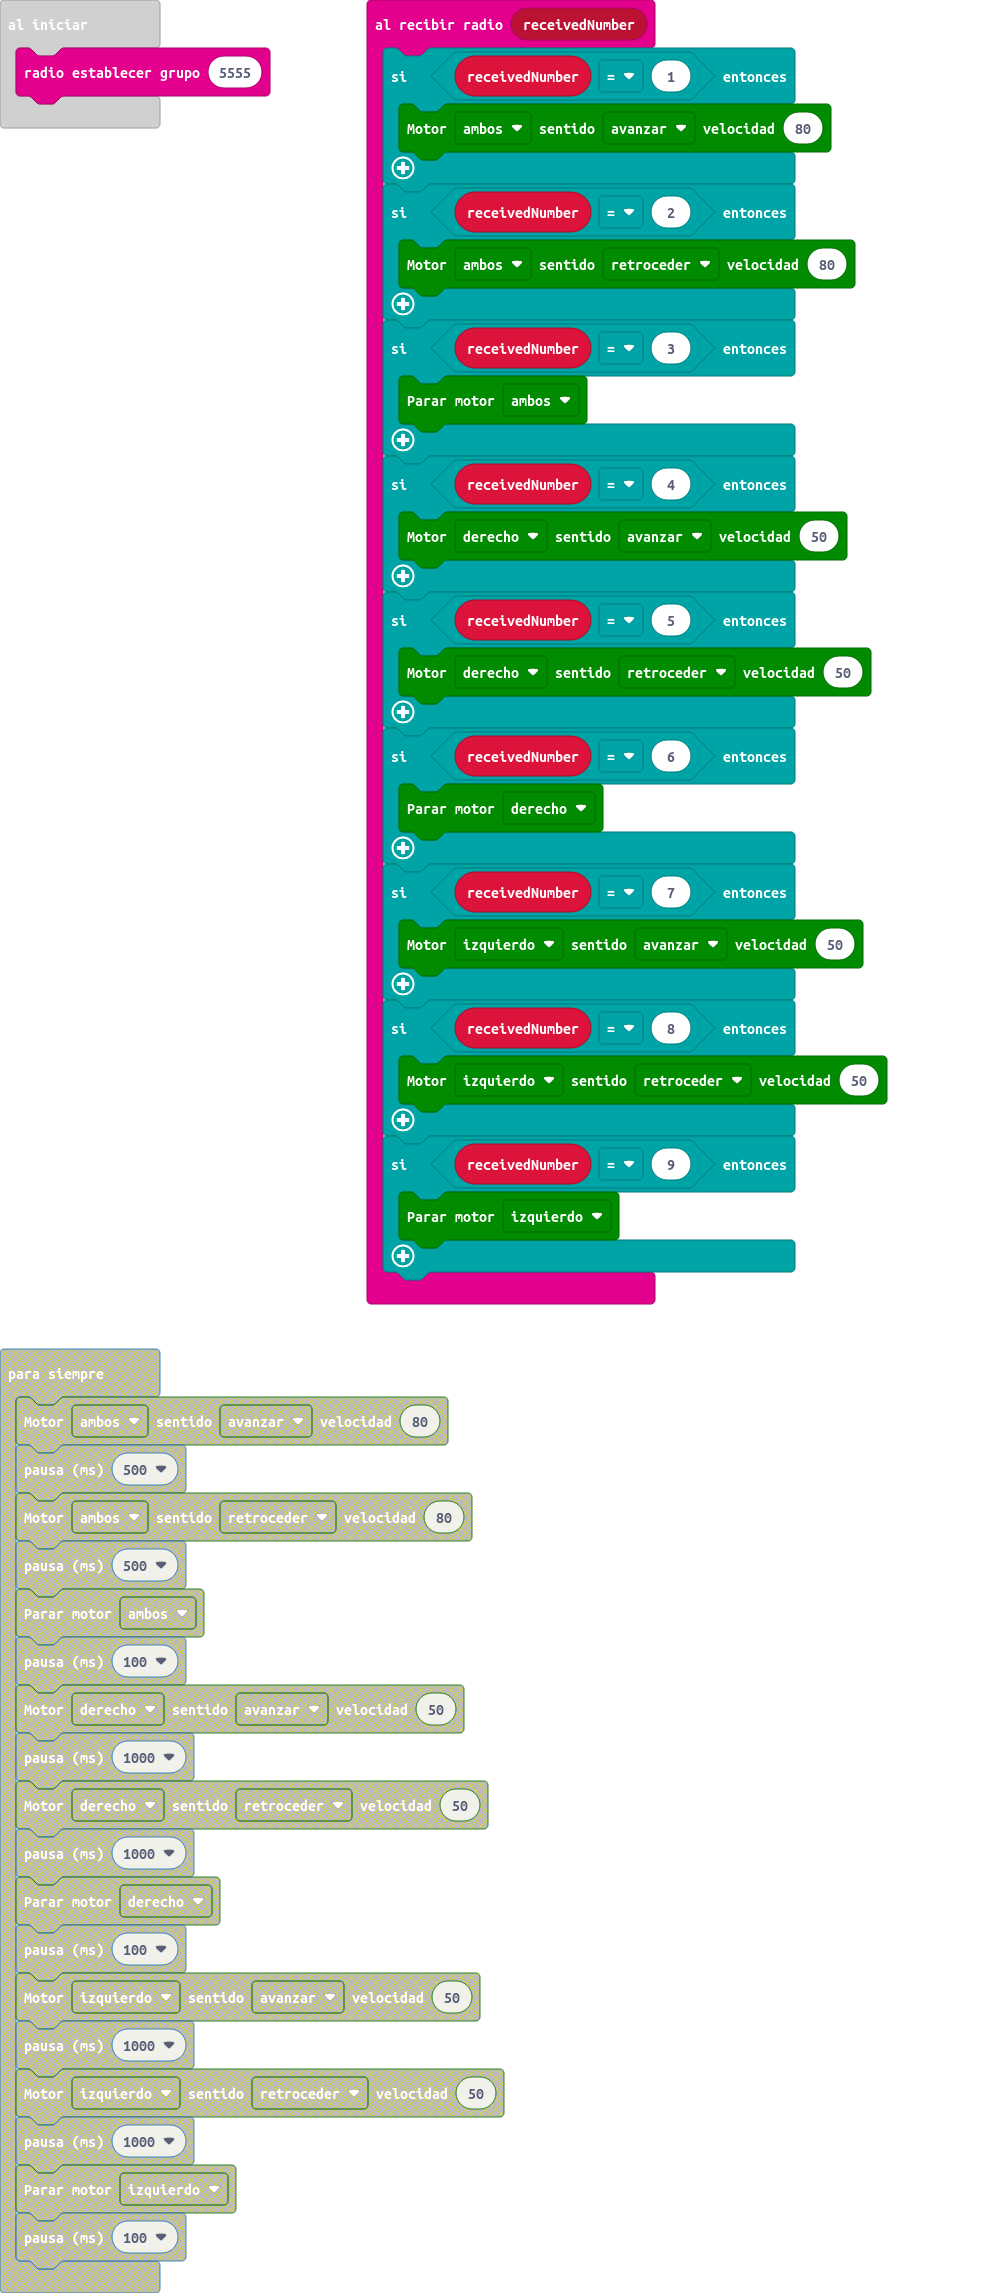 al iniciar
radio establecer grupo 5555
al recibir radio receivedNumber
si receivedNumber = 1 entonces
Motor ambos sentido avanzar velocidad 80
si receivedNumber = 2 entonces
Motor ambos sentido retroceder velocidad 80
si receivedNumber = 3 entonces
Parar motor ambos
si receivedNumber = 4 entonces
Motor derecho sentido avanzar velocidad 50
si receivedNumber = 5 entonces
Motor derecho sentido retroceder velocidad 50
si receivedNumber = 6 entonces
Parar motor derecho
si receivedNumber = 7 entonces
Motor izquierdo sentido avanzar velocidad 50
si receivedNumber = 8 entonces
Motor izquierdo sentido retroceder velocidad 50
si receivedNumber = 9 entonces
Parar motor izquierdo
para siempre
Motor ambos sentido avanzar velocidad 80
pausa (ms) 500
Motor ambos sentido retroceder velocidad 80
pausa (ms) 500
Parar motor ambos
pausa (ms) 100
Motor derecho sentido avanzar velocidad 50
pausa (ms) 1000
Motor derecho sentido retroceder velocidad 50
pausa (ms) 1000
Parar motor derecho
pausa (ms) 100
Motor izquierdo sentido avanzar velocidad 50
pausa (ms) 1000
Motor izquierdo sentido retroceder velocidad 50
pausa (ms) 1000
Parar motor izquierdo
pausa (ms) 100